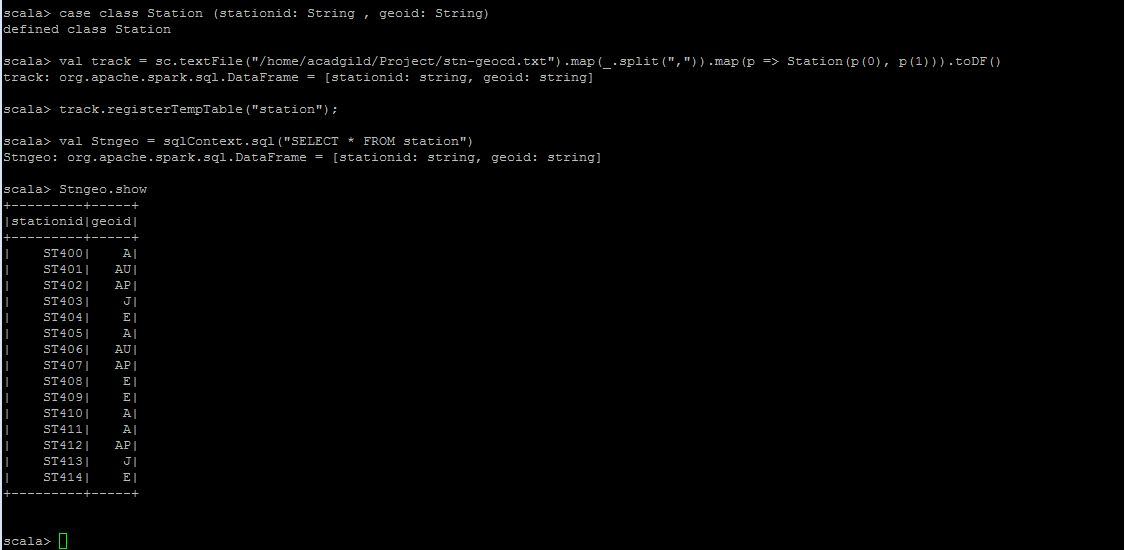 scala> case class Station (stationid: String , geoid: String)
defined class Station
scala> val track = sc.textFile("/home/acadgild/Project/stn-geocd.txt").map(_.split(",")).map(p => Station(p(0), p(1))).toDF()
track: org.apache.spark.sql.DataFrame = [stationid: string, geoid: string]
scala> track.registerTempTable("station");
scala> val Stngeo = sqlContext.sql("SELECT * FROM station")
Stngeo: org.apache.spark.sql.DataFrame = [stationid: string, geoid: string]
scala> Stngeo.show
+---------+-----+
|stationid|geoid|
+---------+-----+
|    ST400|    A|
|    ST401|   AU|
|    ST402|   AP|
|    ST403|    J|
|    ST404|    E|
|    ST405|    A|
|    ST406|   AU|
|    ST407|   AP|
|    ST408|    E|
|    ST409|    E|
|    ST410|    A|
|    ST411|    A|
|    ST412|   AP|
|    ST413|    J|
|    ST414|    E|
+---------+-----+
scala>